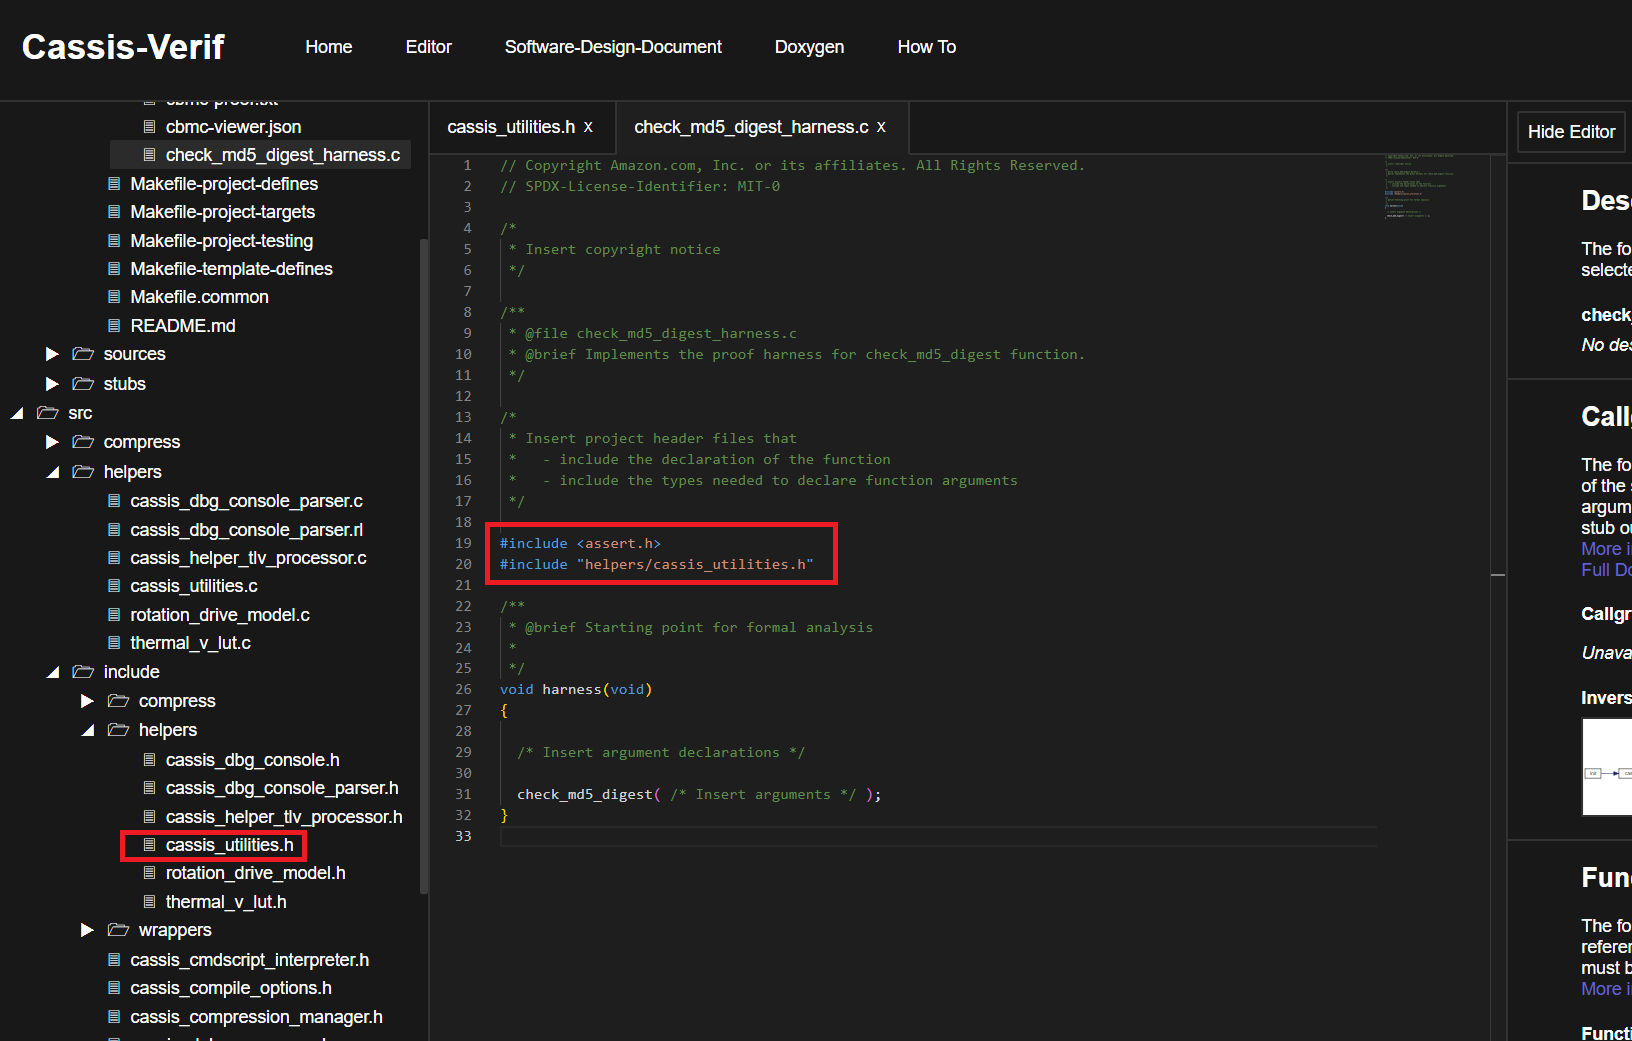 Cassis-Verif
Home
Editor
Software-Design-Document
Doxygen
How To
cbmc-viewer.json
check_md5_digest_harness.c
Makefile-project-defines
Makefile-project-targets
Makefile-project-testing
Makefile-template-defines
Makefile.common
README.md
sources
stubs
src
compress
helpers
cassis_dbg_console_parser.c
cassis_dbg_console_parser.rl
cassis_helper_tlv_processor.c
cassis_utilities.c
rotation_drive_model.c
thermal_v_lut.c
include
compress
helpers
cassis_dbg_console.h
cassis_dbg_console_parser.h
cassis_helper_tlv_processor.h
cassis_utilities.h
rotation_drive_model.h
thermal_v_lut.h
wrappers
cassis_cmdscript_interpreter.h
cassis_compile_options.h
cassis_compression_manager.h
cassis_utilities.h X
check_md5_digest_harness.c X
1 // Copyright Amazon.com, Inc. or its affiliates. All Rights Reserved.
2 // SPDX-License-Identifier: MIT-0
3
4 /*
5 * Insert copyright notice
6 */
7
8 /**
9 * @file check_md5_digest_harness.c
10 * @brief Implements the proof harness for check_md5_digest function.
11 */
12
13 /*
14 * Insert project header files that
15 * - include the declaration of the function
16 * - include the types needed to declare function arguments
17 */
18
19 #include <assert.h>
20 #include "helpers/cassis_utilities.h"
21
22 /**
23 * @brief Starting point for formal analysis
24 *
25 */
26 void harness(void)
27 {
28
29 /* Insert argument declarations */
30
31 check_md5_digest( /* Insert arguments */ );
32 }
33
Hide Editor
Des
The fo
selecte
check_
No des
Call
The fo
of the s
argum
stub o
More i
Full Do
Callgr
Unava
Invers
init
Fun
The fo
referer
must b
More i
Functi